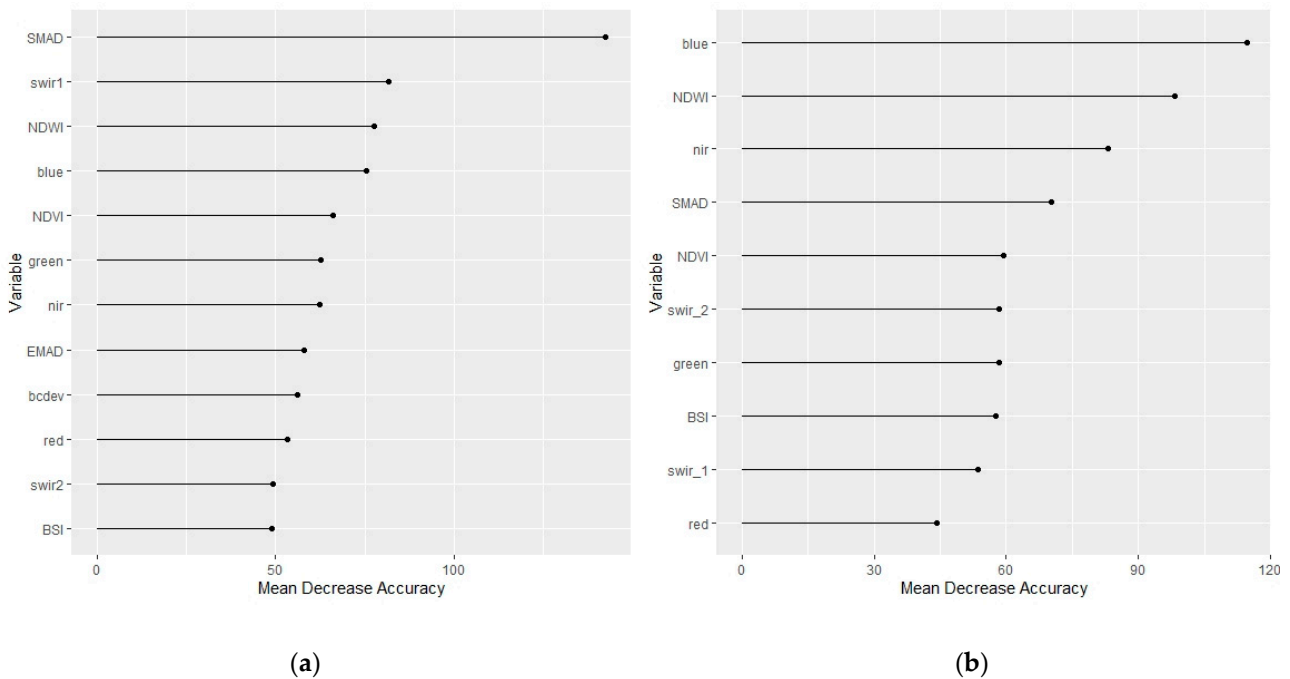 SMAD
swir1
NDWI
blue
NDVI
green
nir
EMAD
bcdev
red
swir2
BSI
Variable
0 50 100
Mean Decrease Accuracy
(a)
blue
NDWI
nir
SMAD
NDVI
swir_2
green
BSI
swir_1
red
Variable
0 30 60 90 120
Mean Decrease Accuracy
(b)